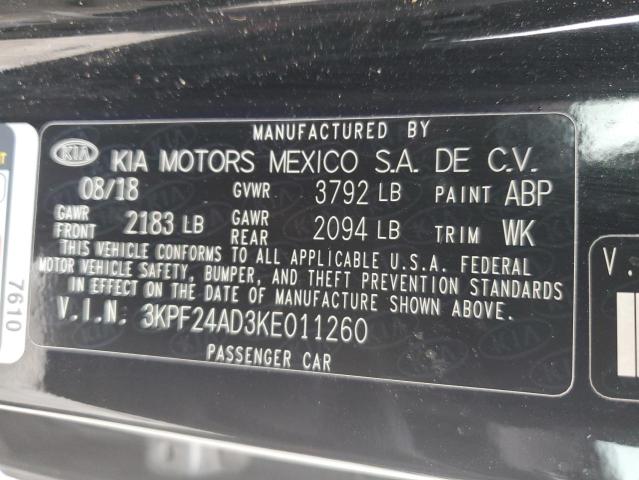 MANUFACTURED BY
KIA KIA MOTORS MEXICO S.A. DE C.V.
08/18 GVWR 3792 LB PAINT ABP
GAWR FRONT 2183 LB GAWR REAR 2094 LB TRIM WK
THIS VEHICLE CONFORMS TO ALL APPLICABLE U.S.A. FEDERAL
MOTOR VEHICLE SAFETY, BUMPER, AND THEFT PREVENTION STANDARDS
IN EFFECT ON THE DATE OF MANUFACTURE SHOWN ABOVE.
V.I.N. 3KPF24AD3KE011260
PASSENGER CAR
7610
V.